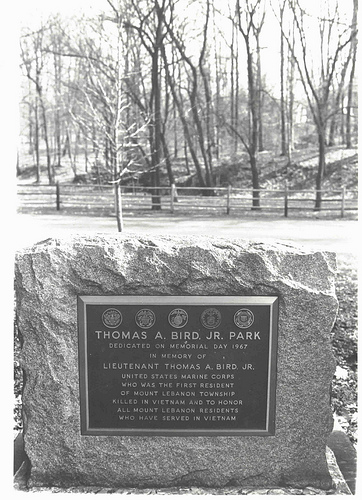 THOMAS A. BIRD, JR. PARK
DEDICATED ON MEMORIAL DAY 1967
IN MEMORY OF
LIEUTENANT THOMAS A. BIRD, JR.
UNITED STATES MARINE CORPS
WHO WAS THE FIRST RESIDENT
OF MOUNT LEBANON TOWNSHIP
KILLED IN VIETNAM AND TO HONOR
ALL MOUNT LEBANON RESIDENTS
WHO HAVE SERVED IN VIETNAM